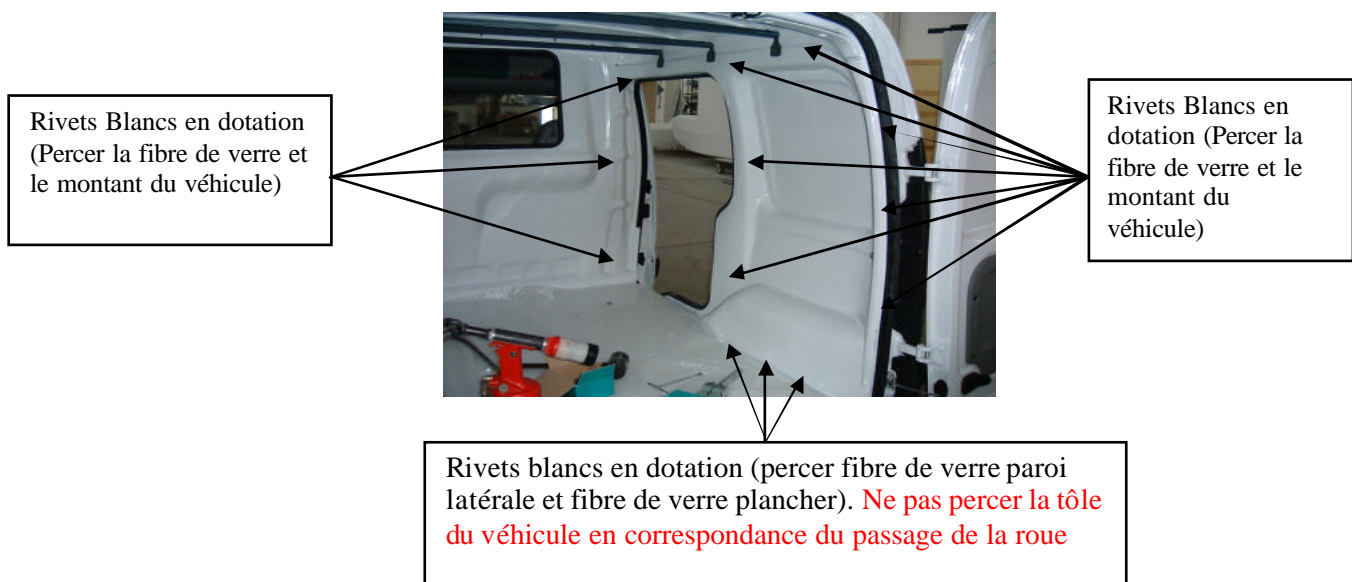 Rivets Blancs en dotation
(Percer la fibre de verre et
le montant du véhicule)
Rivets Blancs en
dotation (Percer la
fibre de verre et le
montant du
véhicule)
Rivets blancs en dotation (percer fibre de verre paroi
latérale et fibre de verre plancher). Ne pas percer la tôle
du véhicule en correspondance du passage de la roue